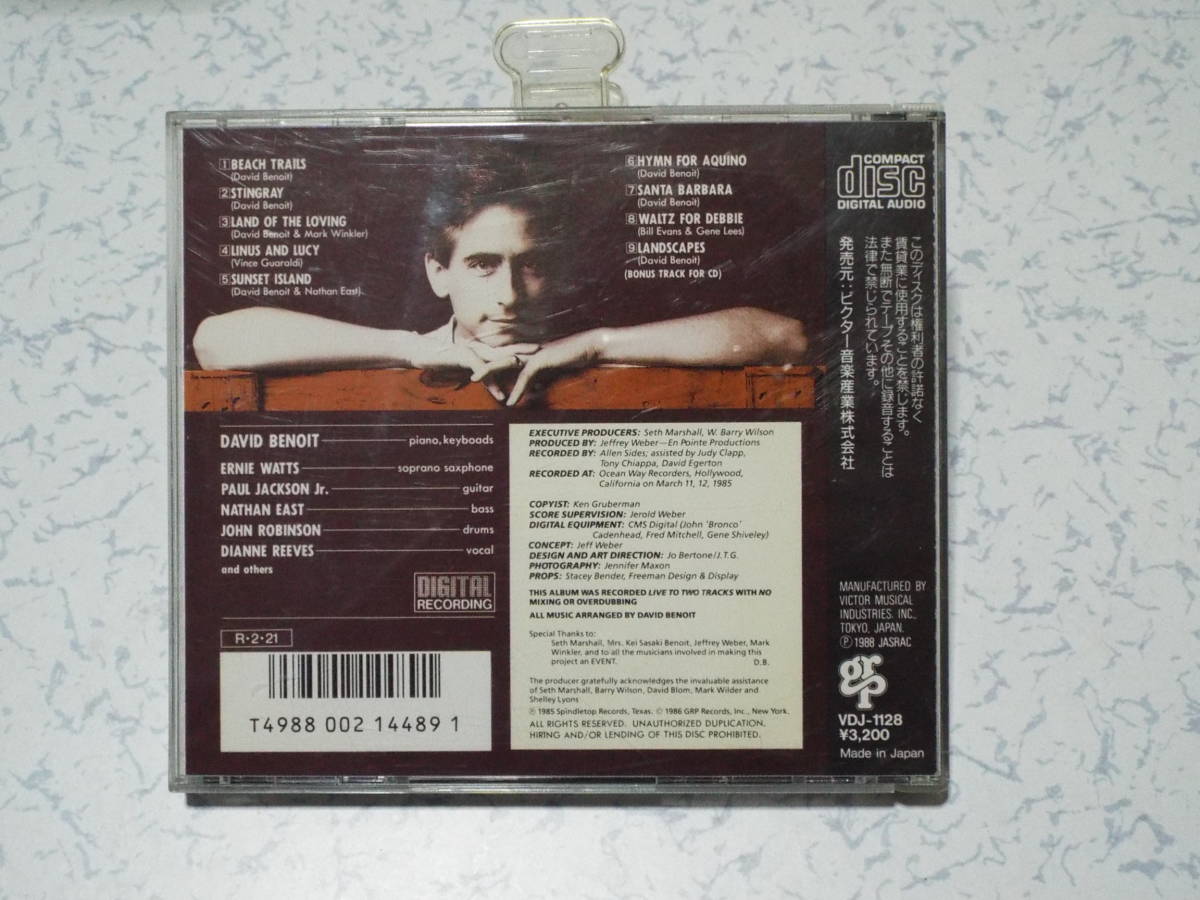 1 BEACH TRAILS
(David Benoit)
2 STINGRAY
(David Benoit)
3 LAND OF THE LOVING
(David Benoit & Mark Winkler)
4 LINUS AND LUCY
(Vince Guaraldi)
5 SUNSET ISLAND
(David Benoit & Nathan East)
6 HYMN FOR AQUINO
(David Benoit)
7 SANTA BARBARA
(David Benoit)
8 WALTZ FOR DEBBIE
(Bill Evans & Gene Lees)
9 LANDSCAPES
(David Benoit)
(BONUS TRACK FOR CD)
DAVID BENOIT piano, keyboads
ERNIE WATTS soprano saxphone
PAUL JACKSON Jr. guitar
NATHAN EAST bass
JOHN ROBINSON drums
DIANNE REEVES vocal
and others
DIGITAL
RECORDING
R・2・21
T4988 002 14489 1
EXECUTIVE PRODUCERS: Seth Marshall, W. Barry Wilson
PRODUCED BY: Jeffrey Weber—En Pointe Productions
RECORDED BY: Allen Sides; assisted by Judy Clapp,
Tony Chiappa, David Egerton
RECORDED AT: Ocean Way Recorders, Hollywood,
California on March 11, 12, 1985
COPYIST: Ken Gruberman
SCORE SUPERVISION: Jerold Weber
DIGITAL EQUIPMENT: CMS Digital (John 'Bronco'
Cadenhead, Fred Mitchell, Gene Shiveley)
CONCEPT: Jeff Weber
DESIGN AND ART DIRECTION: Jo Bertone/J.T.G.
PHOTOGRAPHY: Jennifer Maxon
PROPS: Stacey Bender, Freeman Design & Display
THIS ALBUM WAS RECORDED LIVE TO TWO TRACKS WITH NO
MIXING OR OVERDUBBING
ALL MUSIC ARRANGED BY DAVID BENOIT
Special Thanks to:
Seth Marshall, Mrs. Kei Sasaki Benoit, Jeffrey Weber, Mark
Winkler, and to all the musicians involved in making this
project an EVENT. D.B.
The producer gratefully acknowledges the invaluable assistance
of Seth Marshall, Barry Wilson, David Blom, Mark Wilder and
Shelley Lyons
℗ 1985 Spindletop Records, Texas. © 1986 GRP Records, Inc., New York.
ALL RIGHTS RESERVED. UNAUTHORIZED DUPLICATION.
HIRING AND/OR LENDING OF THIS DISC PROHIBITED.
COMPACT
disc
DIGITAL AUDIO
このディスクは権利者の許諾なく
賃貸業に使用することを禁じます。
また無断でテープその他に録音することは
法律で禁じられています。
発売元:ビクター音楽産業株式会社
MANUFACTURED BY
VICTOR MUSICAL
INDUSTRIES, INC.,
TOKYO, JAPAN.
℗ 1988 JASRAC
grp
VDJ-1128
¥3,200
Made in Japan